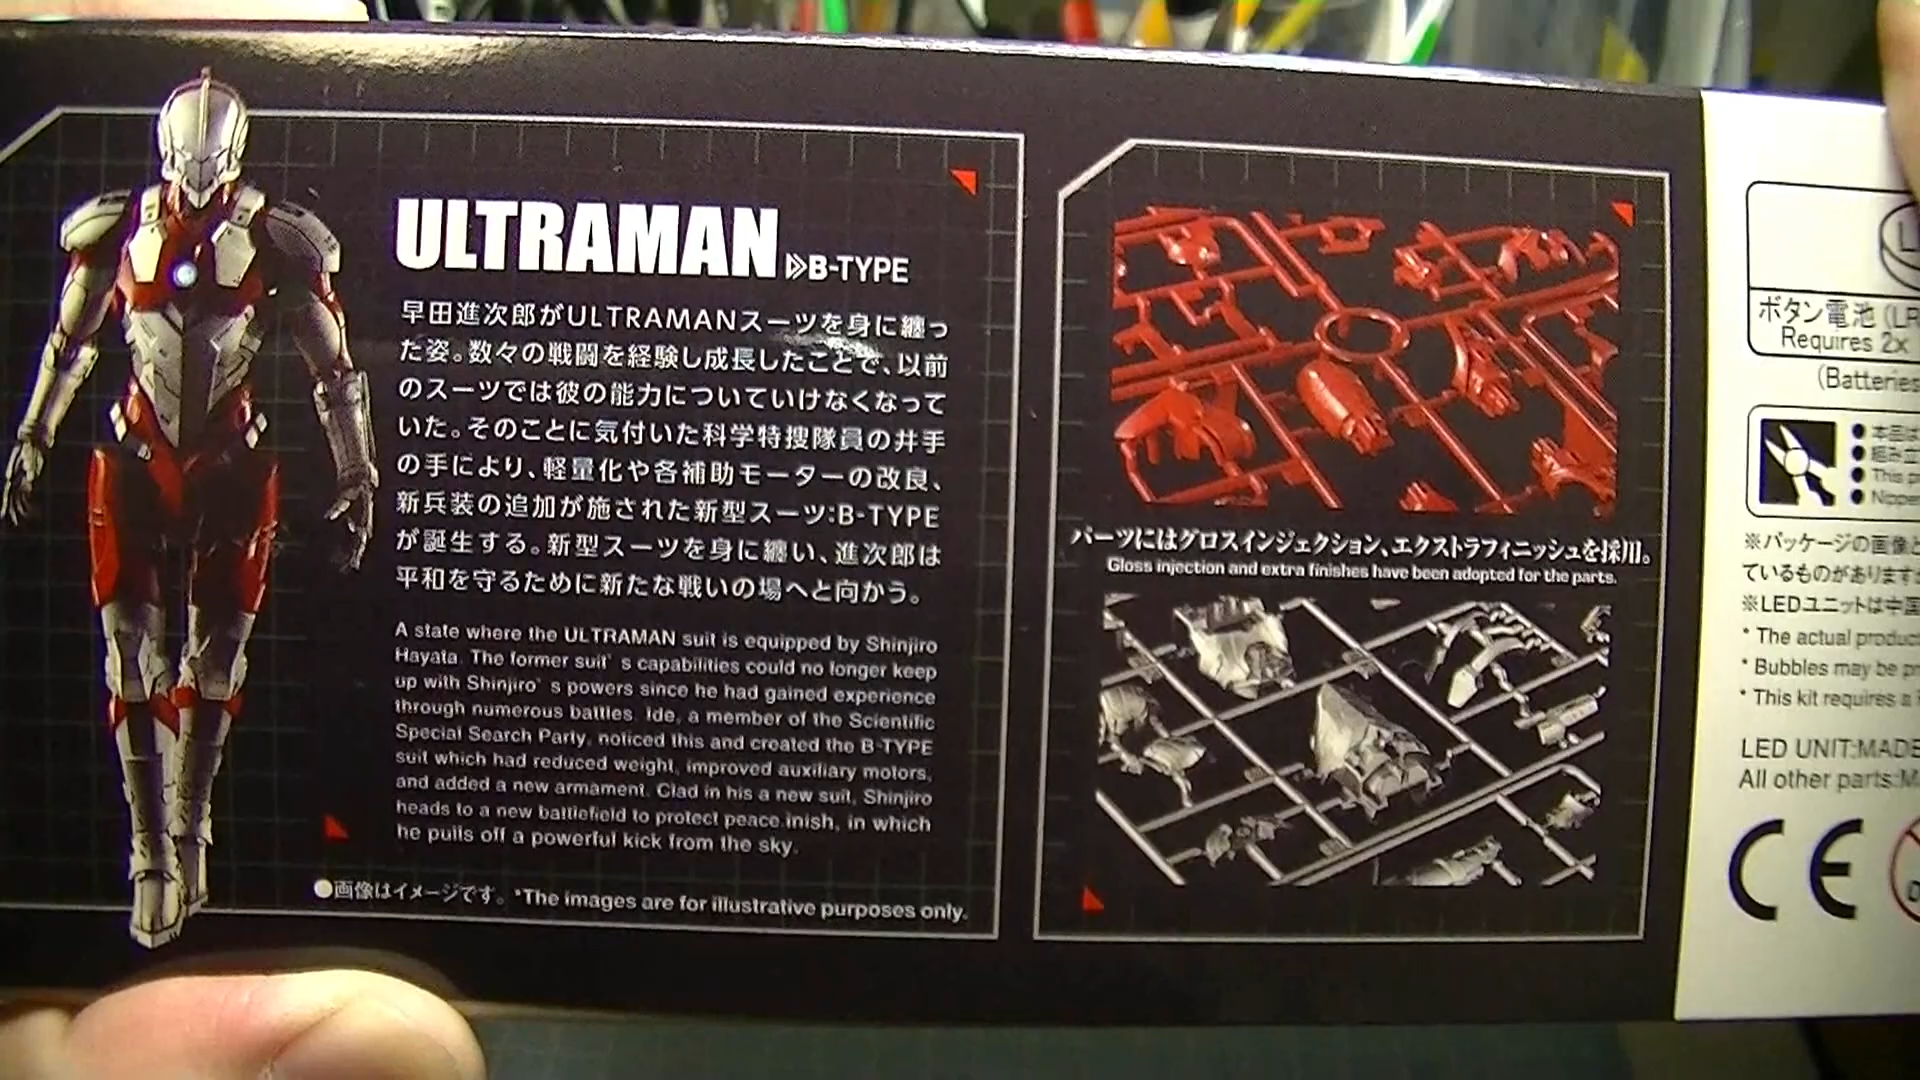 ULTRAMAN B-TYPE
早田進次郎がULTRAMANスーツを身に纏っ
た姿。数々の戦闘を経験し成長したことで、以前
のスーツでは彼の能力についていけなくなって
いた。そのことに気付いた科学特捜隊員の井手
の手により、軽量化や各補助モーターの改良、
新兵装の追加が施された新型スーツ:B-TYPE
が誕生する。新型スーツを身に纏い、進次郎は
平和を守るために新たな戦いの場へと向かう。
A state where the ULTRAMAN suit is equipped by Shinjiro
Hayata. The former suit's capabilities could no longer keep
up with Shinjiro's powers since he had gained experience
through numerous battles. Ide, a member of the Scientific
Special Search Party, noticed this and created the B-TYPE
suit which had reduced weight, improved auxiliary motors,
and added a new armament. Clad in his a new suit, Shinjiro
heads to a new battlefield to protect peace.inish, in which
he pulls off a powerful kick from the sky.
●画像はイメージです。 *The images are for illustrative purposes only.
パーツにはグロスインジェクション、エクストラフィニッシュを採用。
Gloss injection and extra finishes have been adopted for the parts.
ボタン電池 (LR
Requires 2x
(Batteries
●本品は
●組み立
●This pr
●Nipper
※パッケージの画像と
ているものがあります
※LEDユニットは中国
* The actual product
* Bubbles may be pr
* This kit requires a
LED UNIT:MADE
All other parts:M
CE